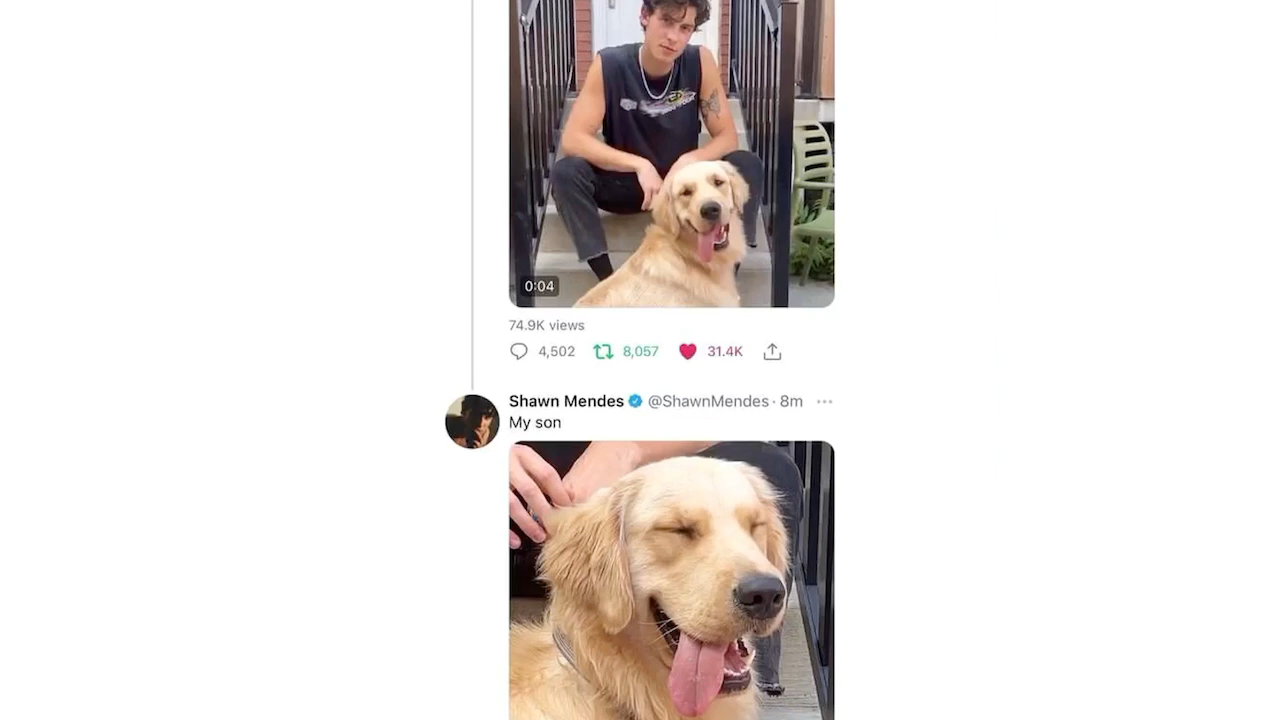 0:04
74.9K views
4,502 8,057 31.4K
Shawn Mendes @ShawnMendes · 8m
My son